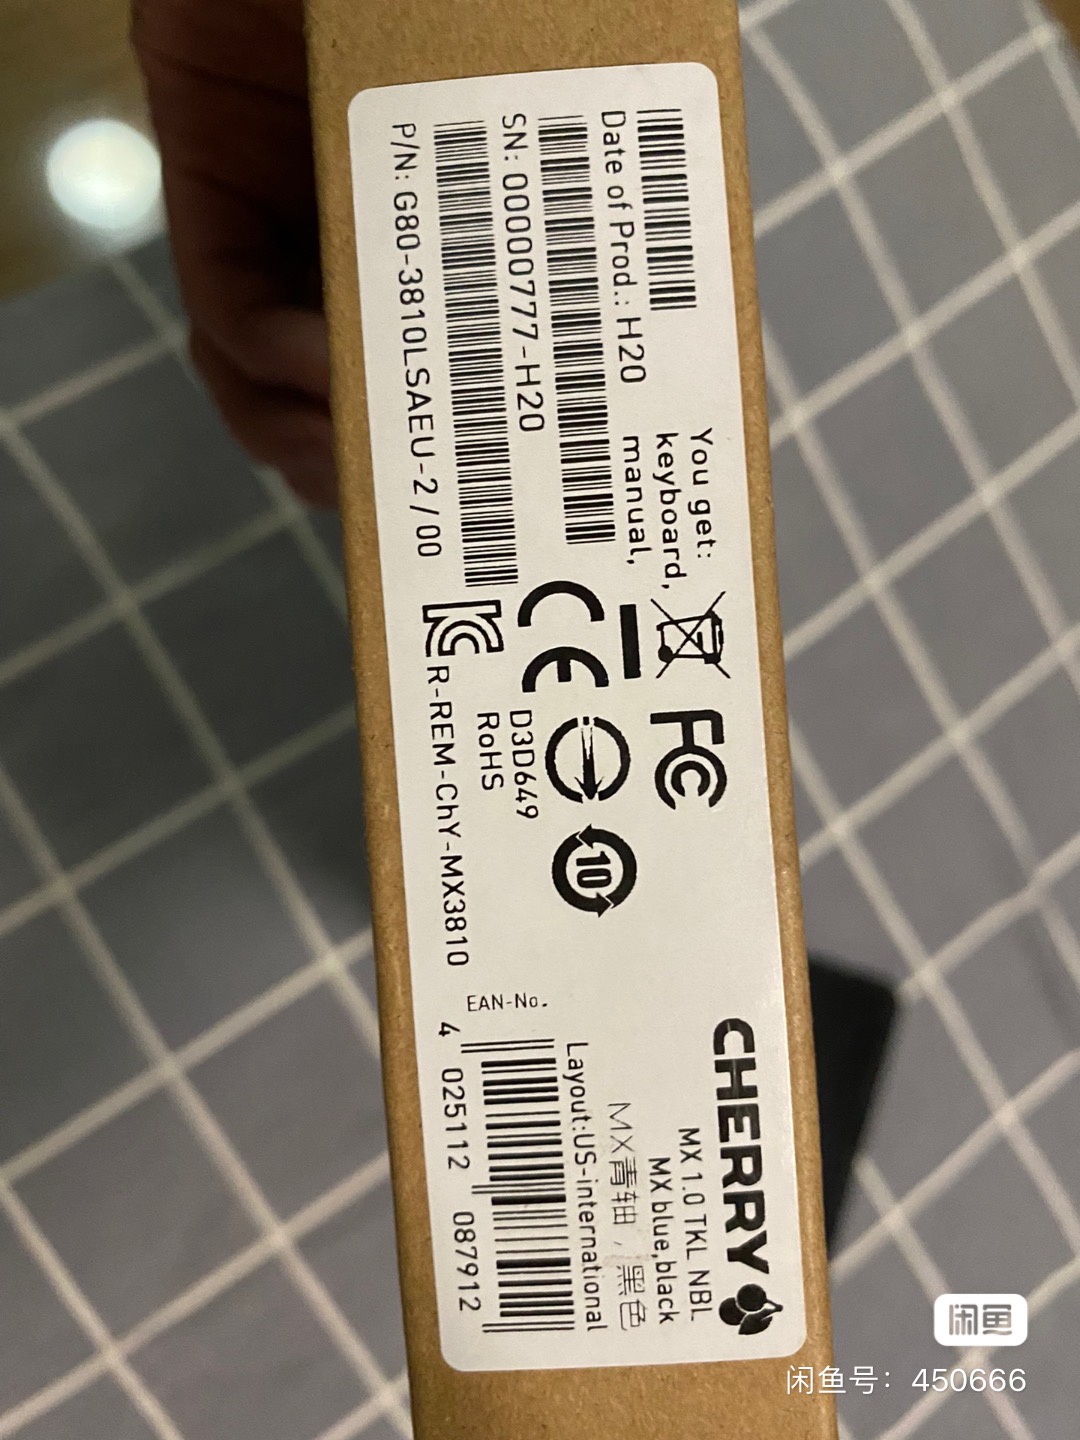 Date of Prod.: H20
SN: 00000777-H20
P/N: G80-3810LSAEU-2 / 00
You get:
keyboard,
manual,
CE
FC
10
D3D649
RoHS
R-REM-ChY-MX3810
CHERRY
MX 1.0 TKL NBL
MX blue,black
MX青轴，黑色
Layout:US-international
EAN-No.
4 025112 087912
闲鱼
闲鱼号：450666